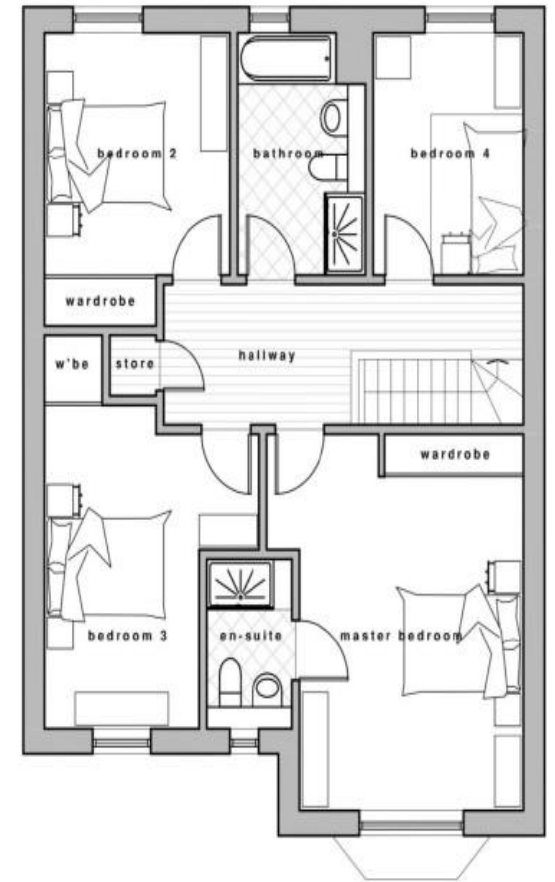 bedroom 2
bathroom
bedroom 4
wardrobe
w'be
store
hallway
wardrobe
bedroom 3
en-suite
master bedroom